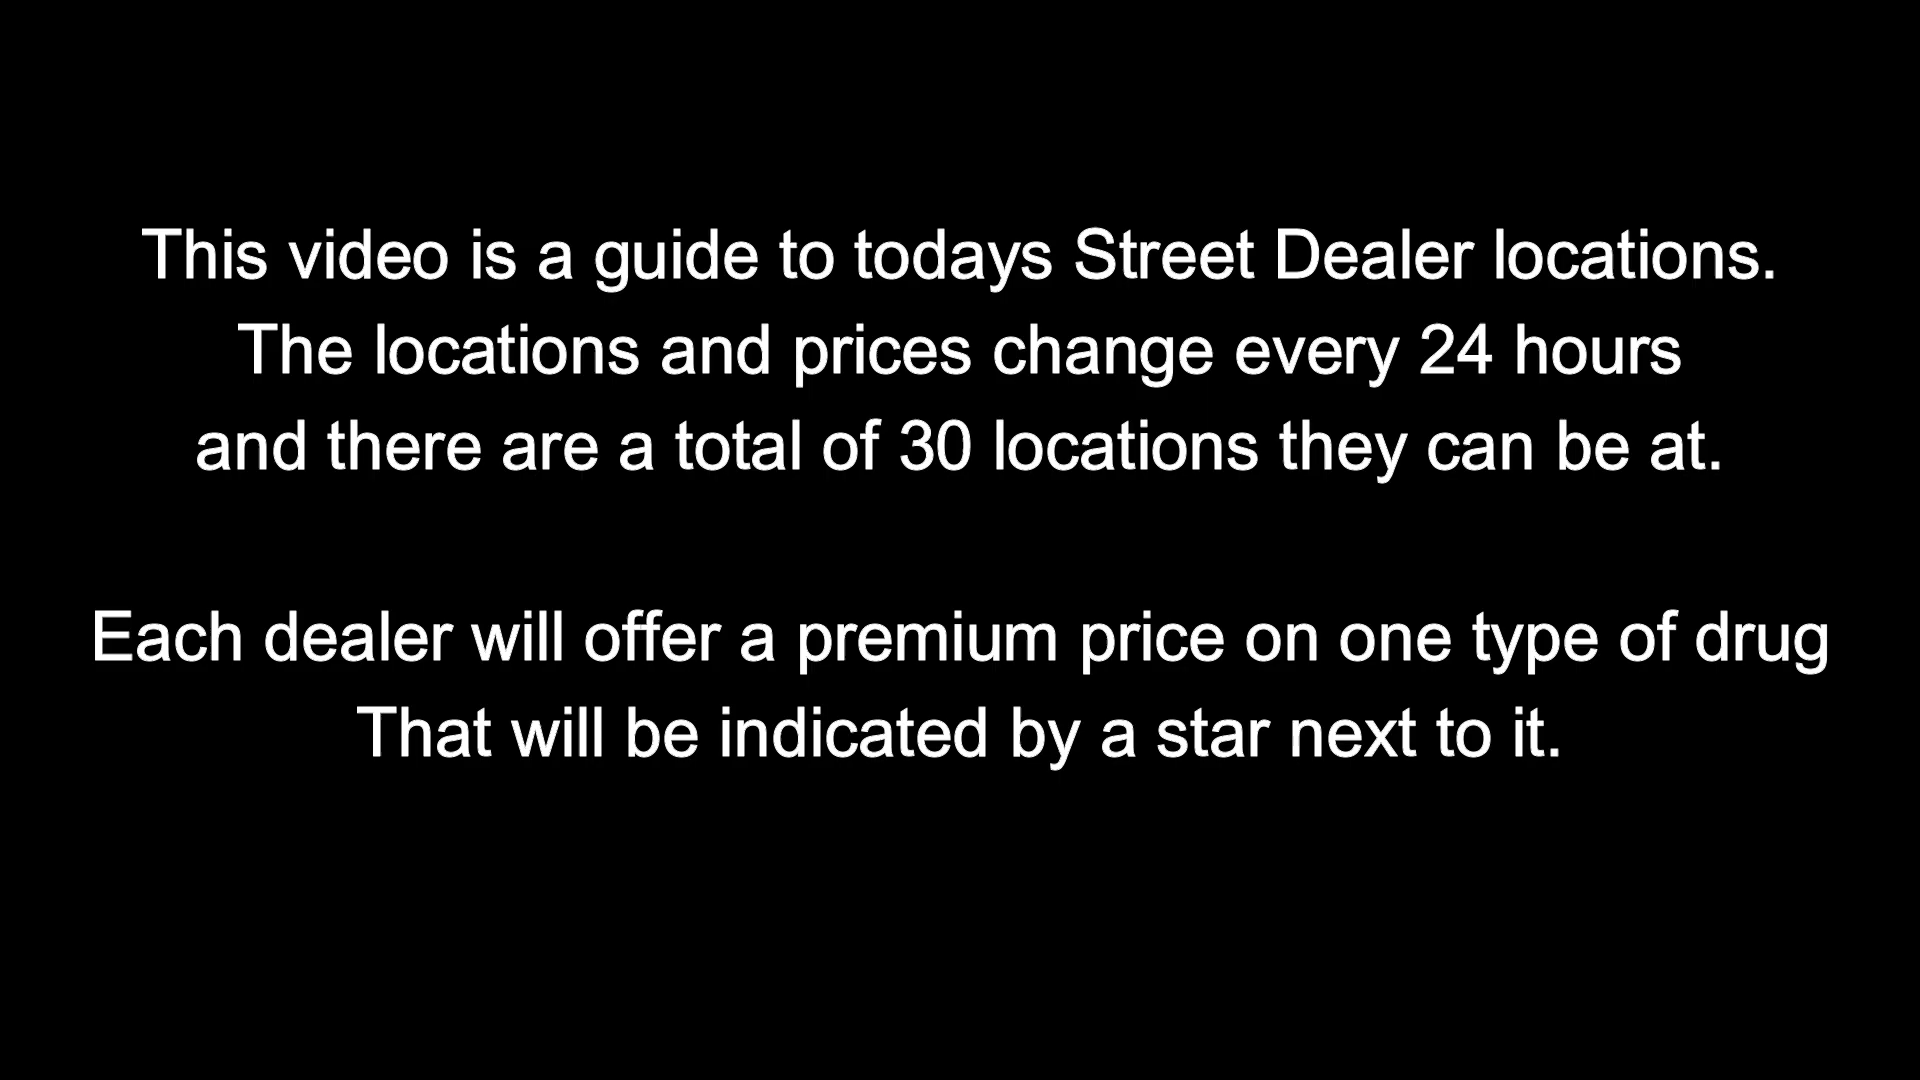 This video is a guide to todays Street Dealer locations.
The locations and prices change every 24 hours
and there are a total of 30 locations they can be at.
Each dealer will offer a premium price on one type of drug
That will be indicated by a star next to it.